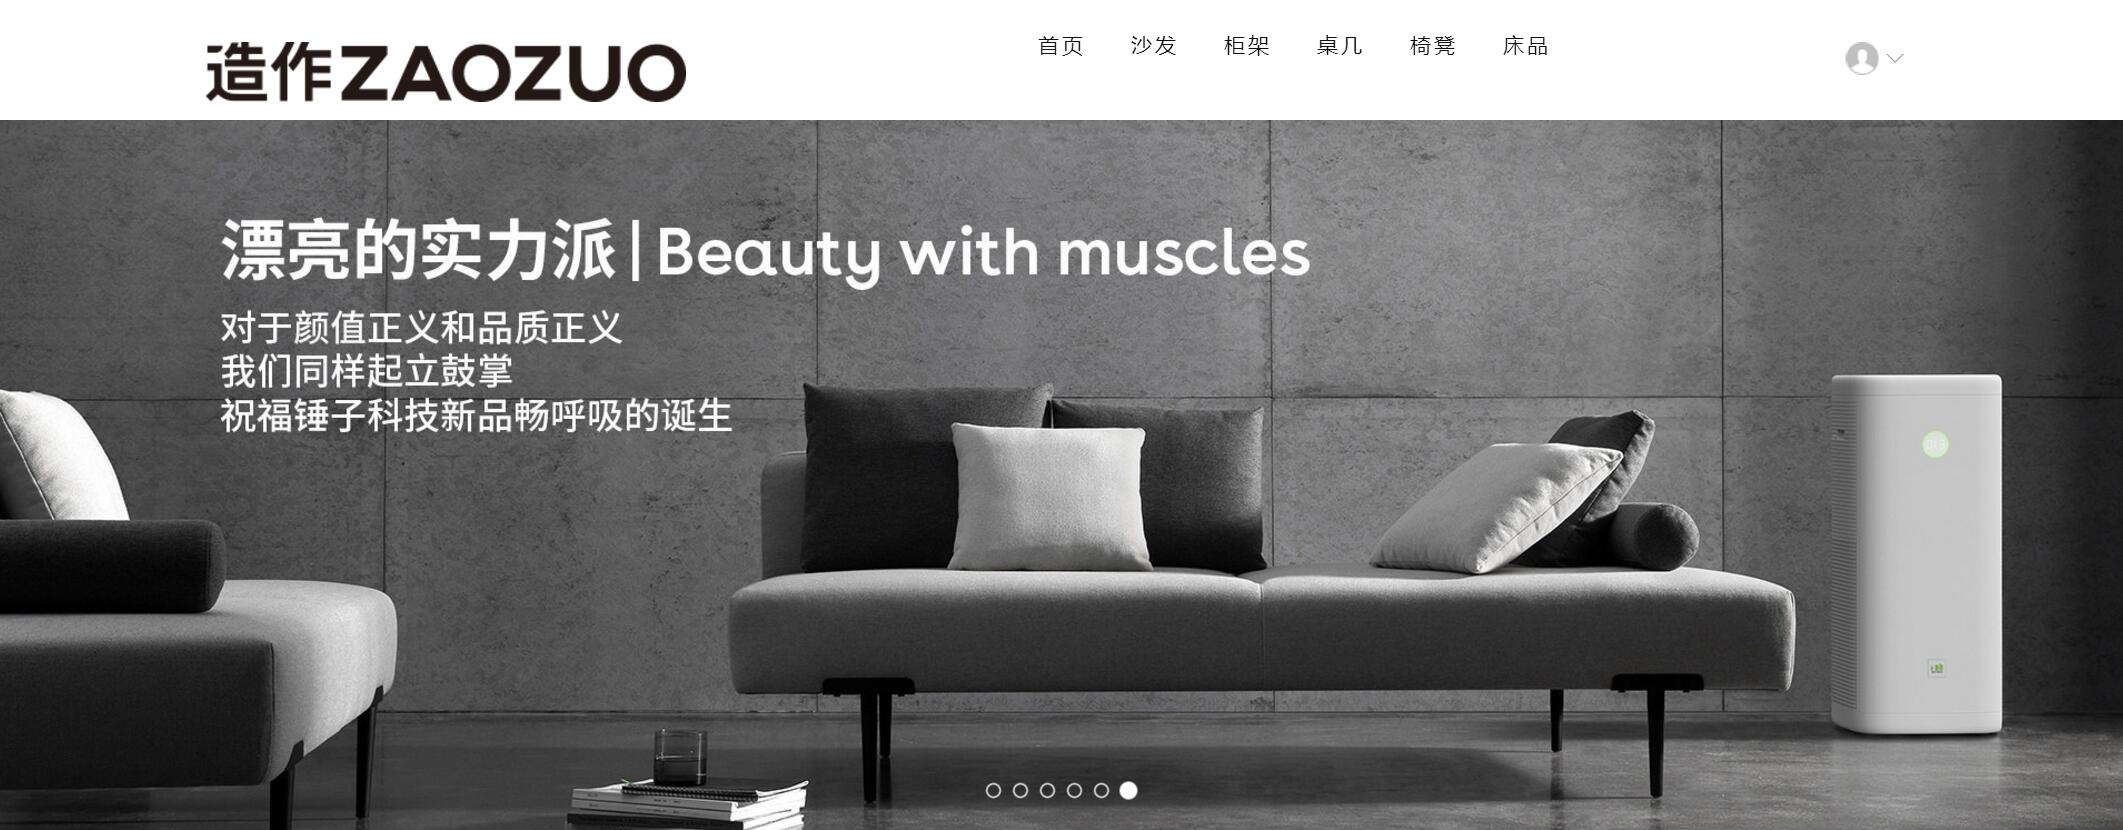 造作ZAOZUO
首页 沙发 柜架 桌几 椅凳 床品
漂亮的实力派|Beauty with muscles
对于颜值正义和品质正义
我们同样起立鼓掌
祝福锤子科技新品畅呼吸的诞生